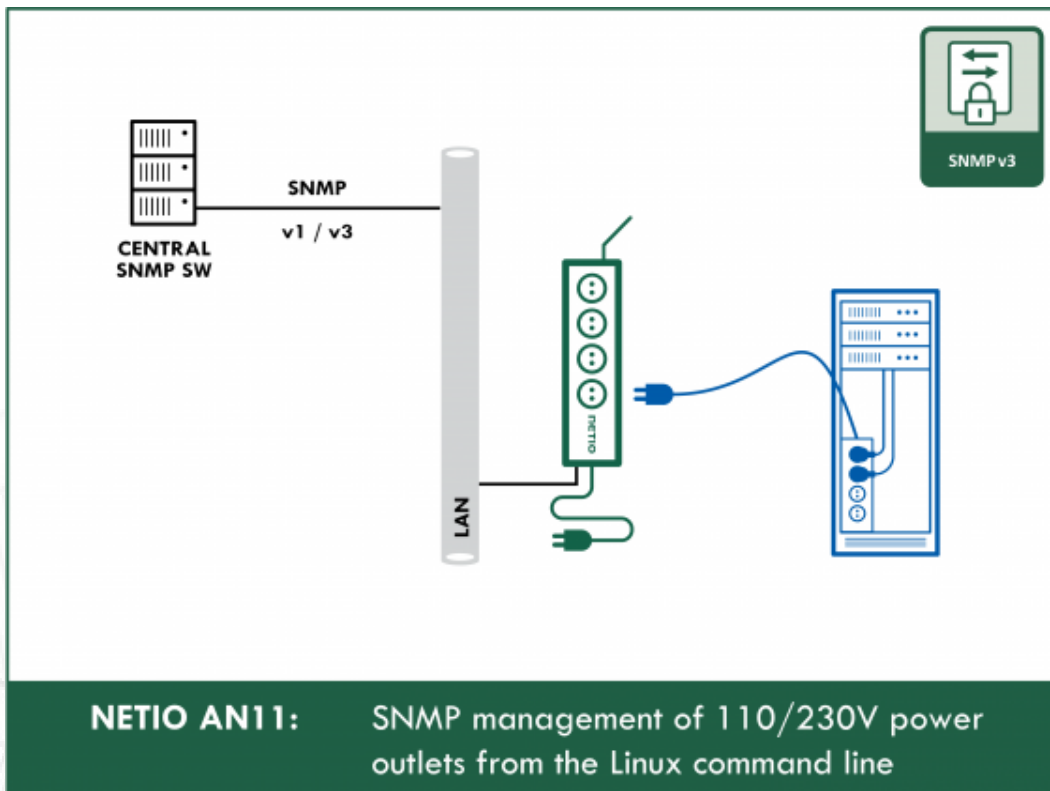 SNMP v3
SNMP
v1 / v3
CENTRAL
SNMP SW
NETIO
LAN
NETIO AN11: SNMP management of 110/230V power
outlets from the Linux command line